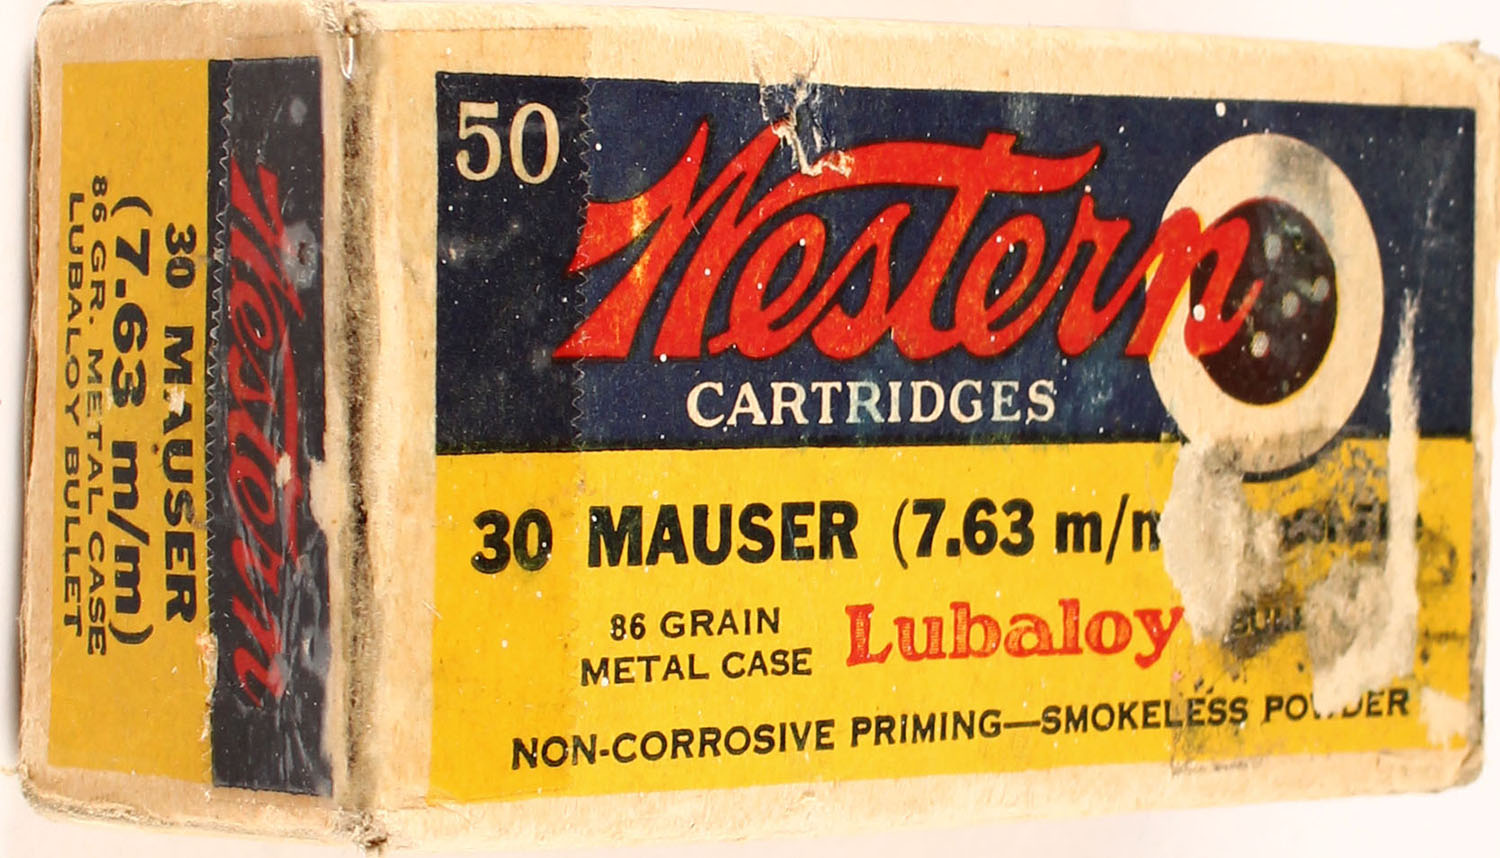 50
Western
CARTRIDGES
30 MAUSER (7.63 m/m
86 GRAIN
METAL CASE
Lubaloy
NON-CORROSIVE PRIMING—SMOKELESS POWDER
Western
30 MAUSER
(7.63 m/m)
86 GR. METAL CASE
LUBALOY BULLET